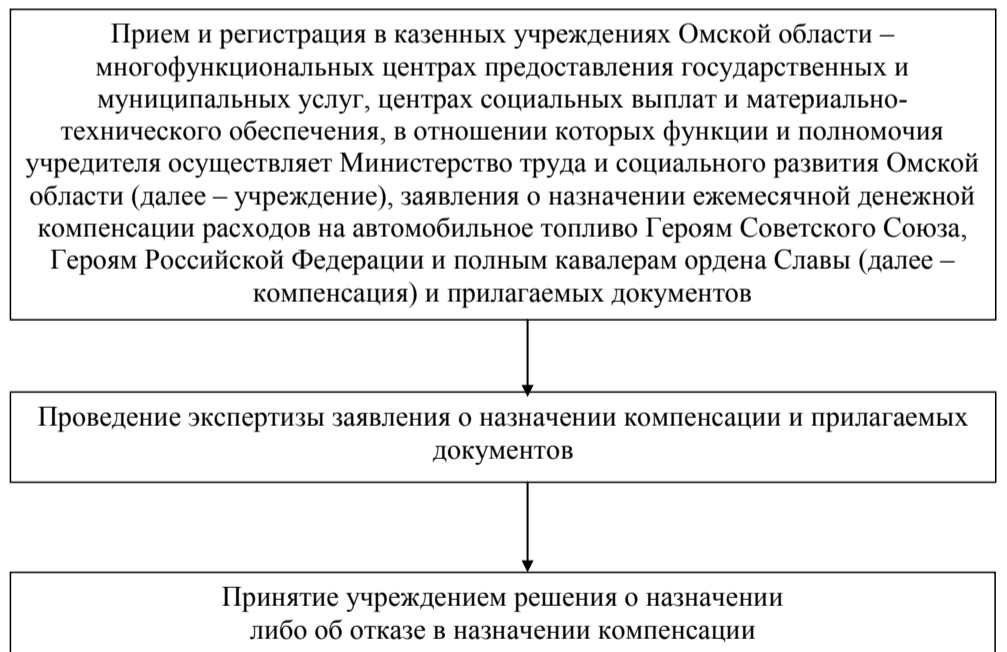 Прием и регистрация в казенных учреждениях Омской области –
многофункциональных центрах предоставления государственных и
муниципальных услуг, центрах социальных выплат и материально-
технического обеспечения, в отношении которых функции и полномочия
учредителя осуществляет Министерство труда и социального развития Омской
области (далее – учреждение), заявления о назначении ежемесячной денежной
компенсации расходов на автомобильное топливо Героям Советского Союза,
Героям Российской Федерации и полным кавалерам ордена Славы (далее –
компенсация) и прилагаемых документов
Проведение экспертизы заявления о назначении компенсации и прилагаемых
документов
Принятие учреждением решения о назначении
либо об отказе в назначении компенсации